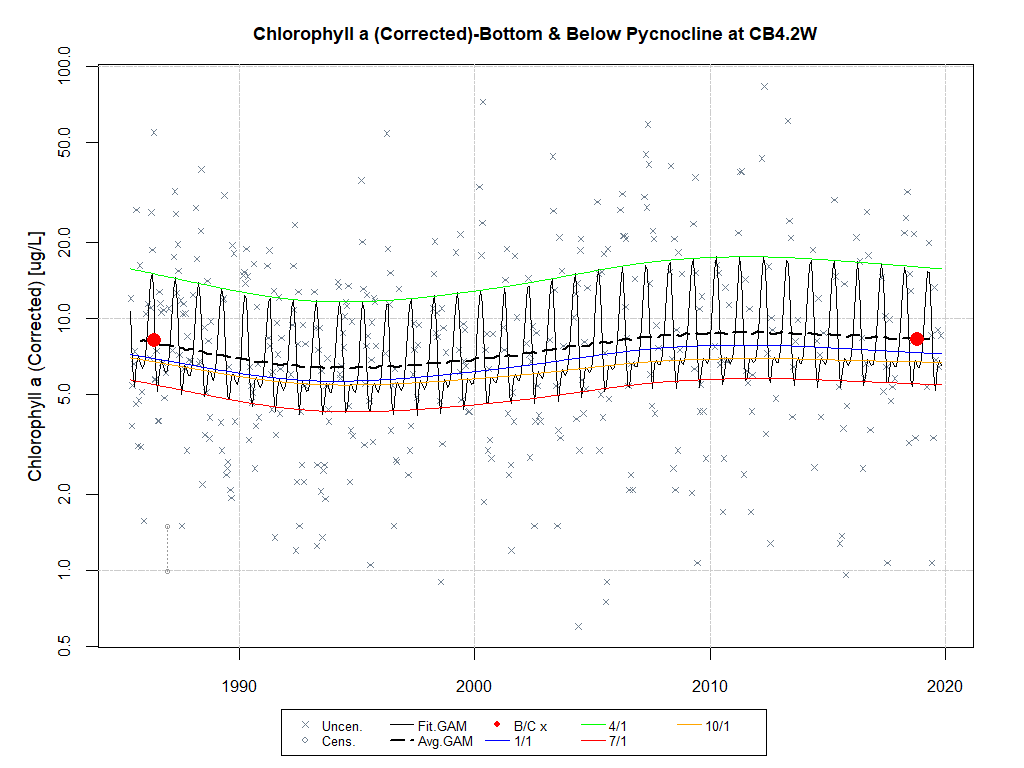 Chlorophyll a (Corrected)-Bottom & Below Pycnocline at CB4.2W
Chlorophyll a (Corrected) [ug/L]
100.0
50.0
20.0
10.0
5.0
2.0
1.0
0.5
1990 2000 2010 2020
Uncen. Fit.GAM B/C x 4/1 10/1
Cens. Avg.GAM 1/1 7/1